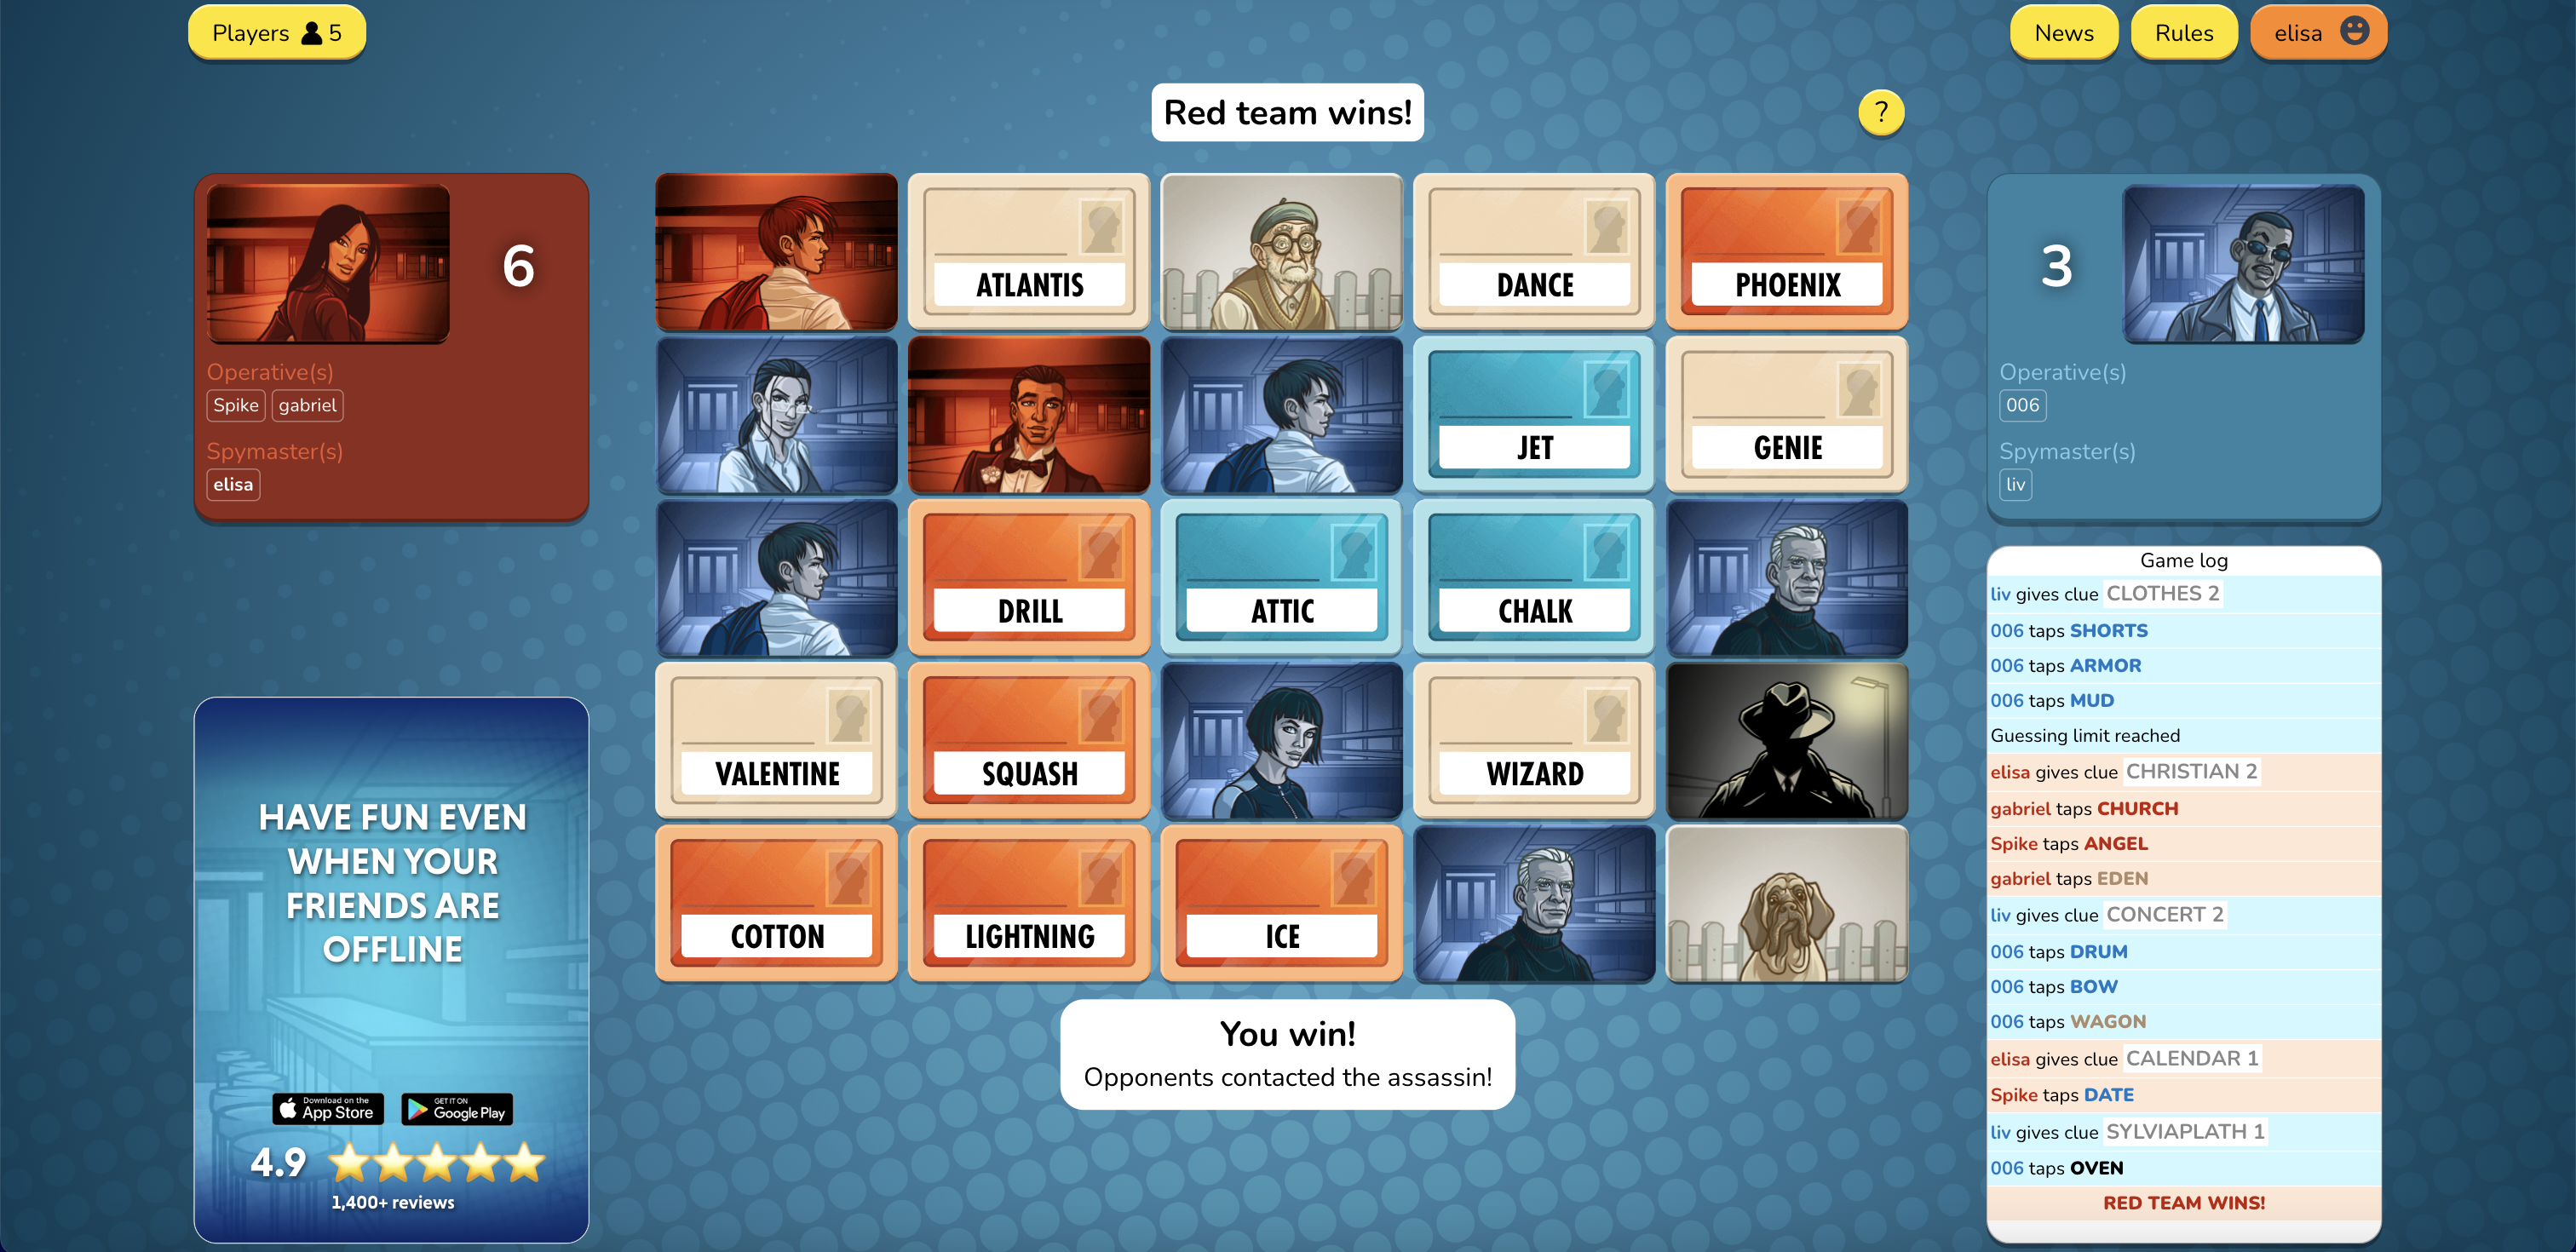 Players 5
News
Rules
elisa
Red team wins!
?
6
Operative(s)
Spike gabriel
Spymaster(s)
elisa
ATLANTIS
DANCE
PHOENIX
JET
GENIE
DRILL
ATTIC
CHALK
VALENTINE
SQUASH
WIZARD
COTTON
LIGHTNING
ICE
You win!
Opponents contacted the assassin!
3
Operative(s)
006
Spymaster(s)
liv
Game log
liv gives clue CLOTHES 2
006 taps SHORTS
006 taps ARMOR
006 taps MUD
Guessing limit reached
elisa gives clue CHRISTIAN 2
gabriel taps CHURCH
Spike taps ANGEL
gabriel taps EDEN
liv gives clue CONCERT 2
006 taps DRUM
006 taps BOW
006 taps WAGON
elisa gives clue CALENDAR 1
Spike taps DATE
liv gives clue SYLVIAPLATH 1
006 taps OVEN
RED TEAM WINS!
HAVE FUN EVEN
WHEN YOUR
FRIENDS ARE
OFFLINE
Download on the
App Store
GET IT ON
Google Play
4.9
1,400+ reviews